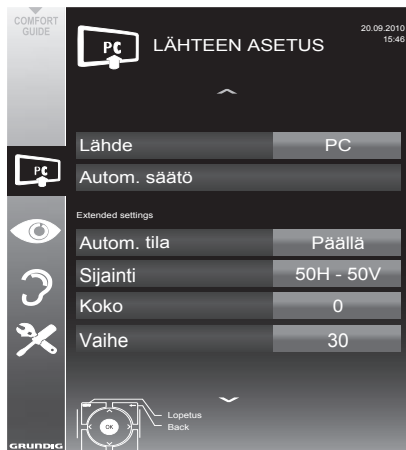 COMFORT
GUIDE
PC
LÄHTEEN ASETUS
20.09.2010
15:46
PC
Lähde PC
Autom. säätö
Extended settings
Autom. tila Päällä
Sijainti 50H - 50V
Koko 0
Vaihe 30
OK
Lopetus
Back
GRUNDIG